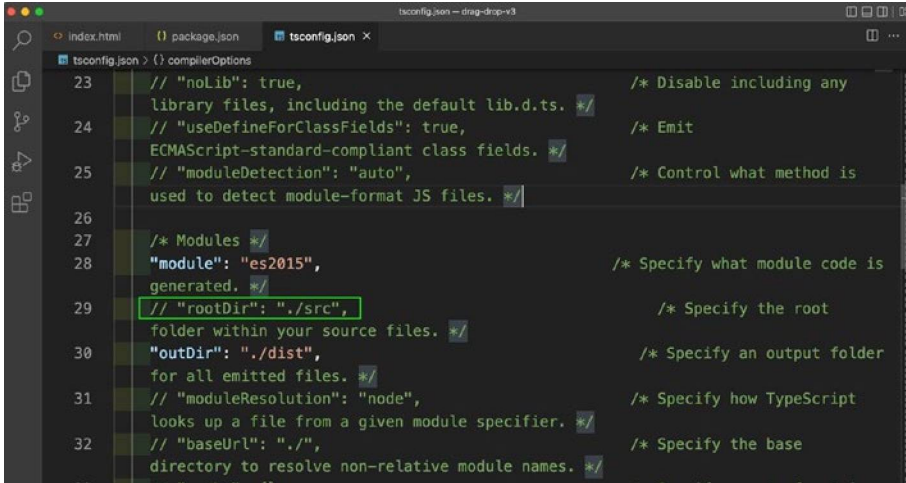 tsconfig.json — drag-drop-v3
index.html
{} package.json
tsconfig.json ×
tsconfig.json > {} compilerOptions
23 // "noLib": true, /* Disable including any
library files, including the default lib.d.ts. */
24 // "useDefineForClassFields": true, /* Emit
ECMAScript-standard-compliant class fields. */
25 // "moduleDetection": "auto", /* Control what method is
used to detect module-format JS files. */
26
27 /* Modules */
28 "module": "es2015", /* Specify what module code is
generated. */
29 // "rootDir": "./src", /* Specify the root
folder within your source files. */
30 "outDir": "./dist", /* Specify an output folder
for all emitted files. */
31 // "moduleResolution": "node", /* Specify how TypeScript
looks up a file from a given module specifier. */
32 // "baseUrl": "./", /* Specify the base
directory to resolve non-relative module names. */